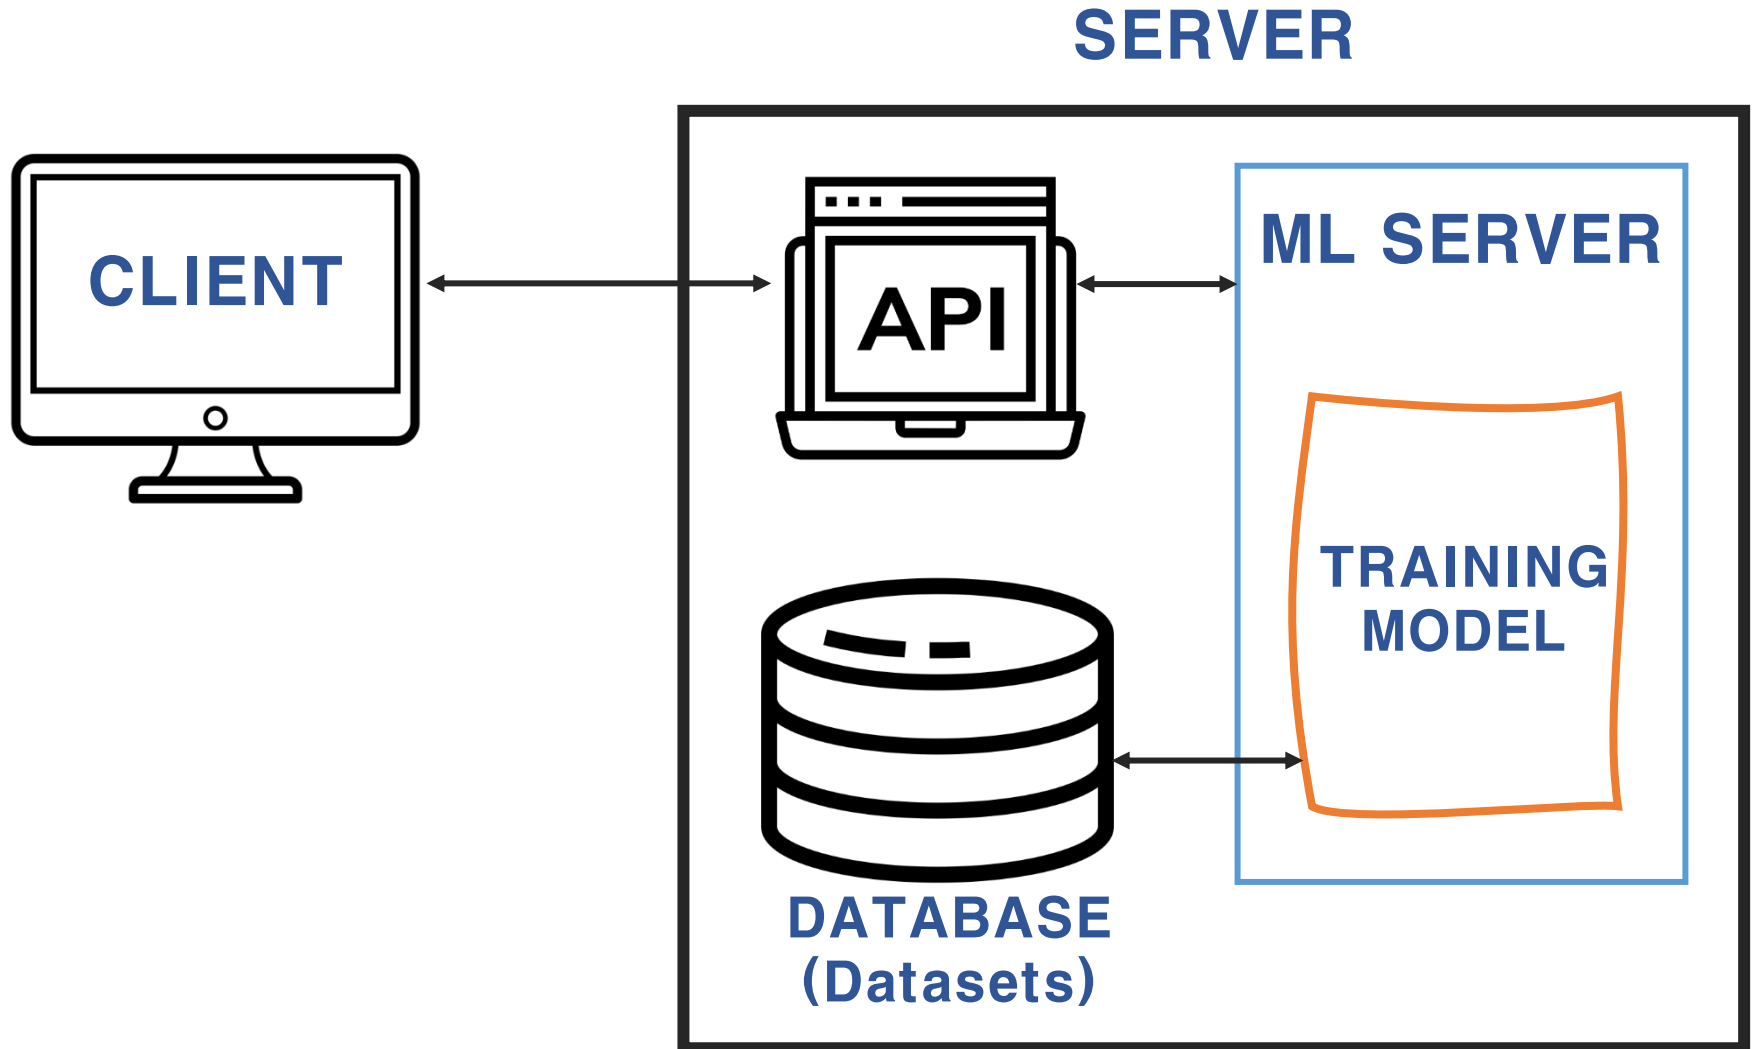 SERVER
CLIENT
API
ML SERVER
TRAINING
MODEL
DATABASE
(Datasets)